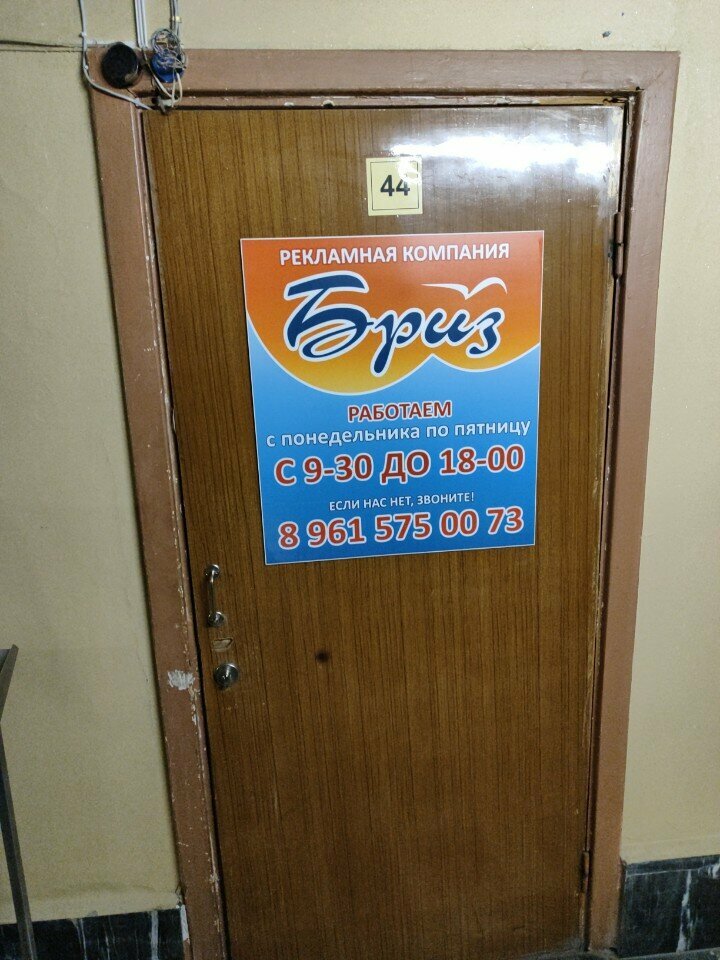 44
РЕКЛАМНАЯ КОМПАНИЯ
Бриз
РАБОТАЕМ
с понедельника по пятницу
С 9-30 ДО 18-00
ЕСЛИ НАС НЕТ, ЗВОНИТЕ!
8 961 575 00 73